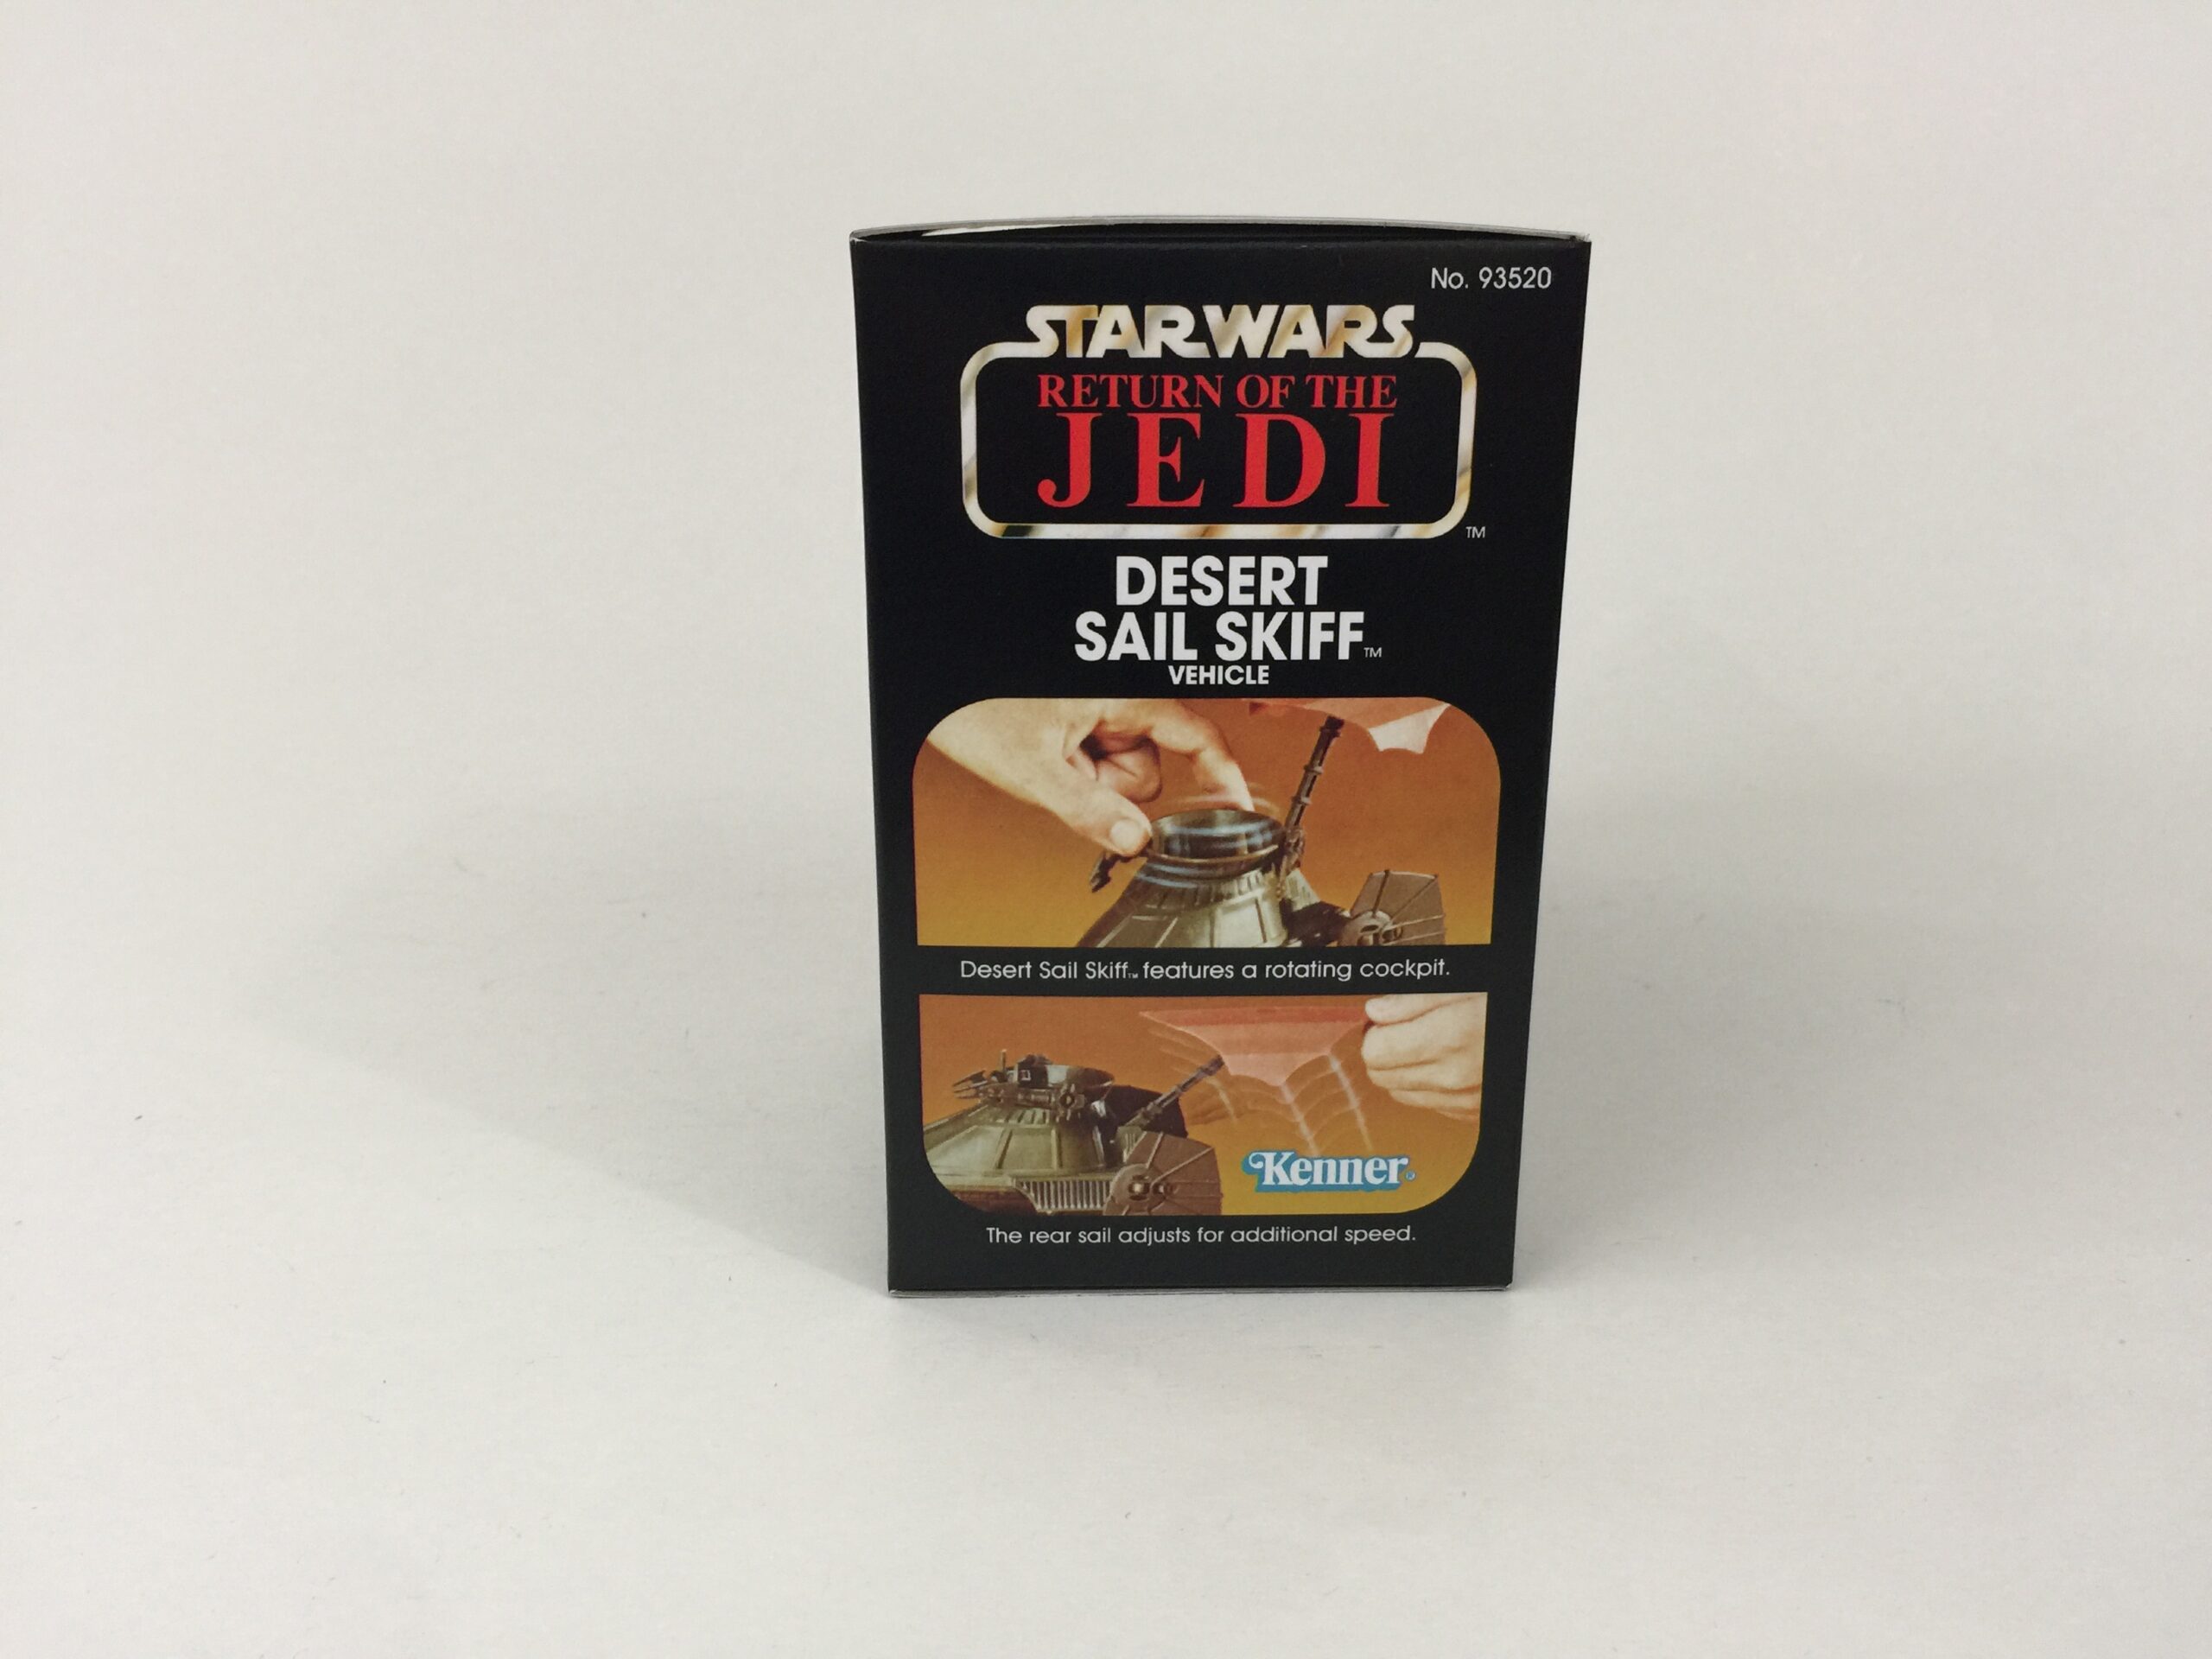 No. 93520
STAR WARS
RETURN OF THE
JEDI
TM
DESERT
SAIL SKIFF TM
VEHICLE
Desert Sail Skiff TM features a rotating cockpit.
Kenner®
The rear sail adjusts for additional speed.